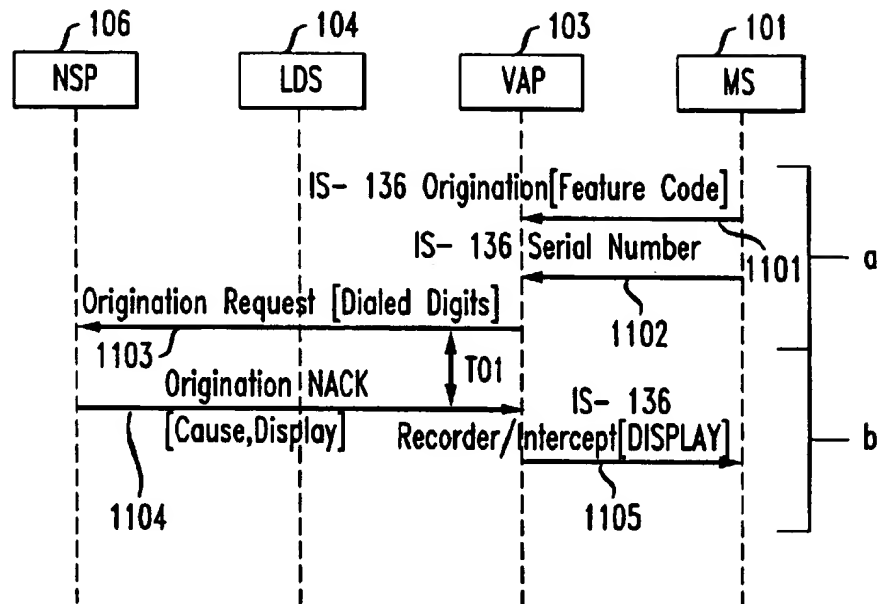 106 104 103 101
NSP LDS VAP MS
IS- 136 Origination[Feature Code]
1101
IS- 136 Serial Number
a
1102
Origination Request [Dialed Digits]
1103
T01
Origination NACK
IS- 136
[Cause,Display]
Recorder/Intercept[DISPLAY]
b
1104
1105